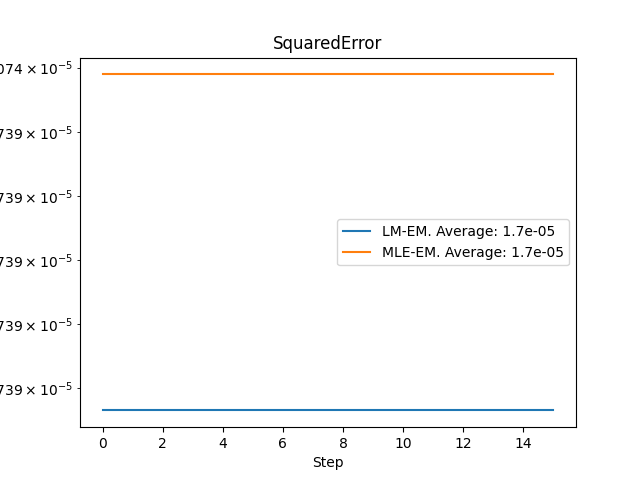 SquaredError
074 × 10⁻⁵
739 × 10⁻⁵
739 × 10⁻⁵
739 × 10⁻⁵
739 × 10⁻⁵
739 × 10⁻⁵
LM-EM. Average: 1.7e-05
MLE-EM. Average: 1.7e-05
0 2 4 6 8 10 12 14
Step